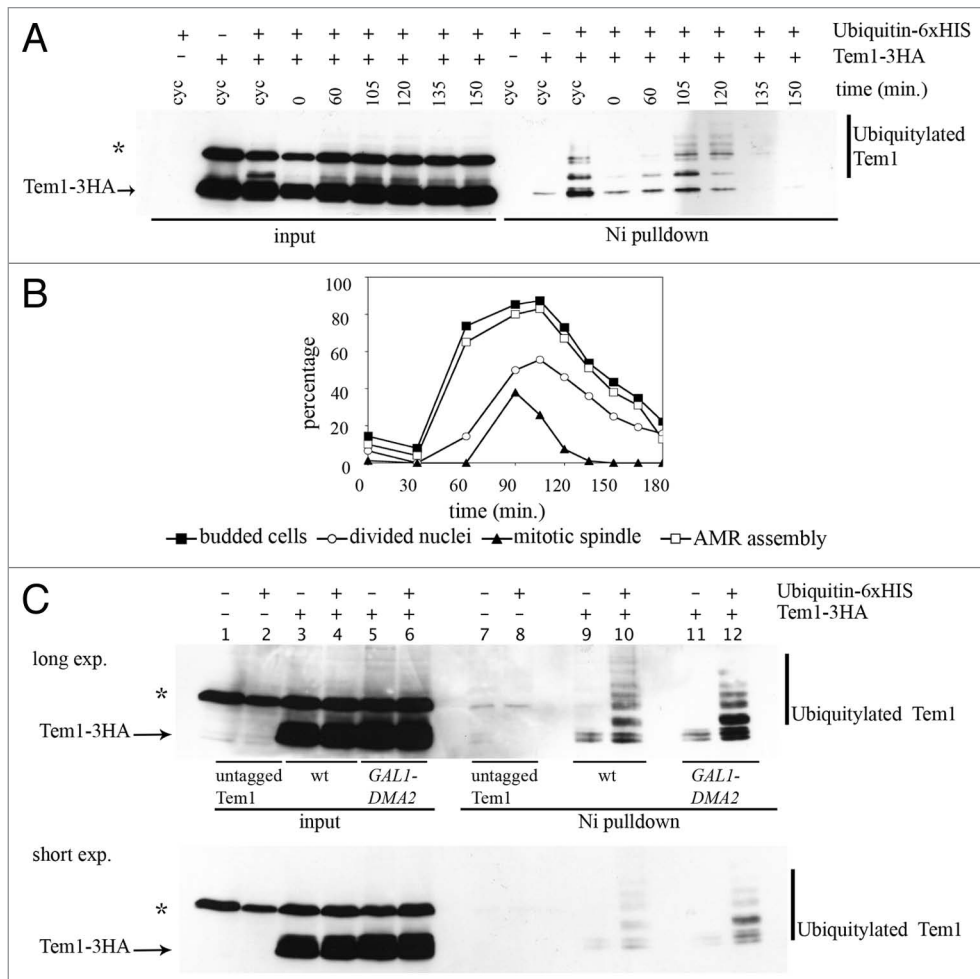 A
+ – + + + + + + + + – + + + + + + + Ubiquitin-6xHIS
– + + + + + + + + – + + + + + + + + Tem1-3HA
cyc cyc cyc 0 60 105 120 135 150 cyc cyc cyc 0 60 105 120 135 150 time (min.)
*
Tem1-3HA→
Ubiquitylated
Tem1
input
Ni pulldown
B
percentage
100
80
60
40
20
0
0 30 60 90 120 150 180
time (min.)
budded cells divided nuclei mitotic spindle AMR assembly
C
– + – + – + – + – + – + Ubiquitin-6xHIS
– – + + + + – – + + + + Tem1-3HA
1 2 3 4 5 6 7 8 9 10 11 12
long exp.
*
Tem1-3HA→
Ubiquitylated Tem1
untagged wt GAL1- untagged wt GAL1-
Tem1 DMA2 Tem1 DMA2
input Ni pulldown
short exp.
*
Tem1-3HA→
Ubiquitylated
Tem1